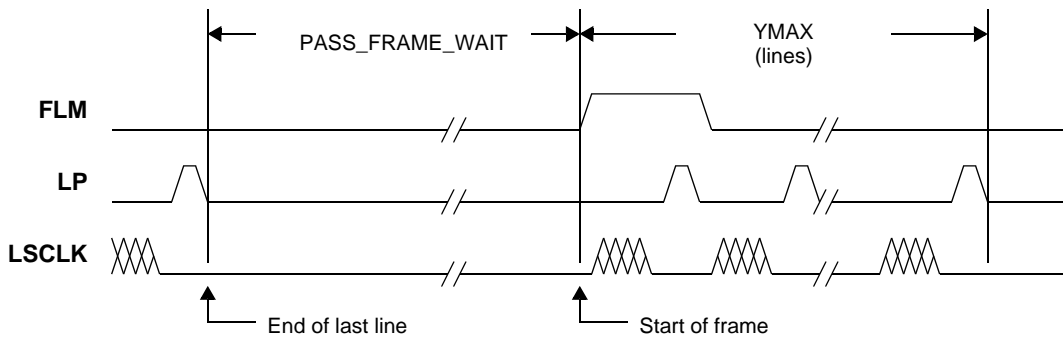 PASS_FRAME_WAIT
YMAX
(lines)
FLM
LP
LSCLK
End of last line
Start of frame